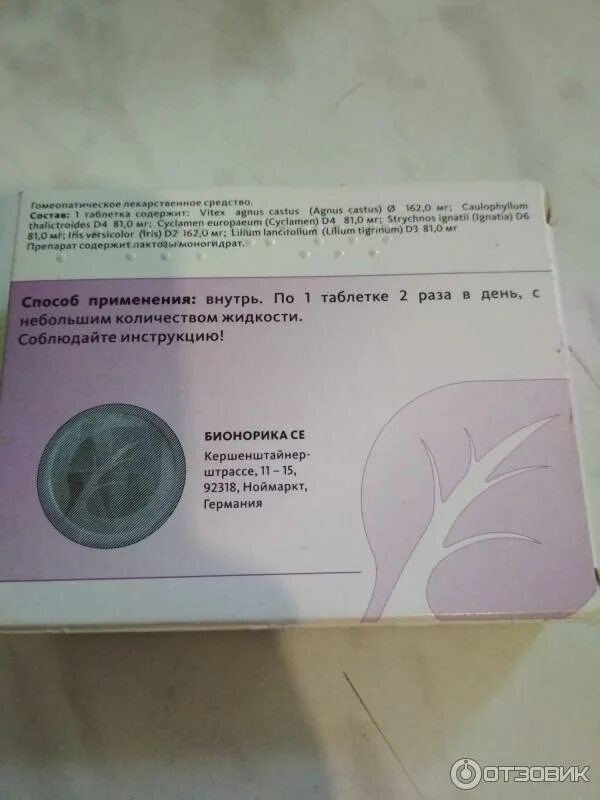 Гомеопатическое лекарственное средство.
Состав: 1 таблетка содержит: Vitex agnus castus (Agnus castus) Ø 162,0 мг; Caulophyllum
thalictroides D4 81,0 мг; Cyclamen europaeum (Cyclamen) D4 81,0 мг; Strychnos ignatii (Ignatia) D6
81,0 мг; Iris versicolor (Iris) D2 162,0 мг; Lilium lancifolium (Lilium tigrinum) D3 81,0 мг
Препарат содержит лактозы моногидрат.
Способ применения: внутрь. По 1 таблетке 2 раза в день, с
небольшим количеством жидкости.
Соблюдайте инструкцию!
БИОНОРИКА СЕ
Кершенштайнер-
штрассе, 11 – 15,
92318, Ноймаркт,
Германия
ОТЗОВИК